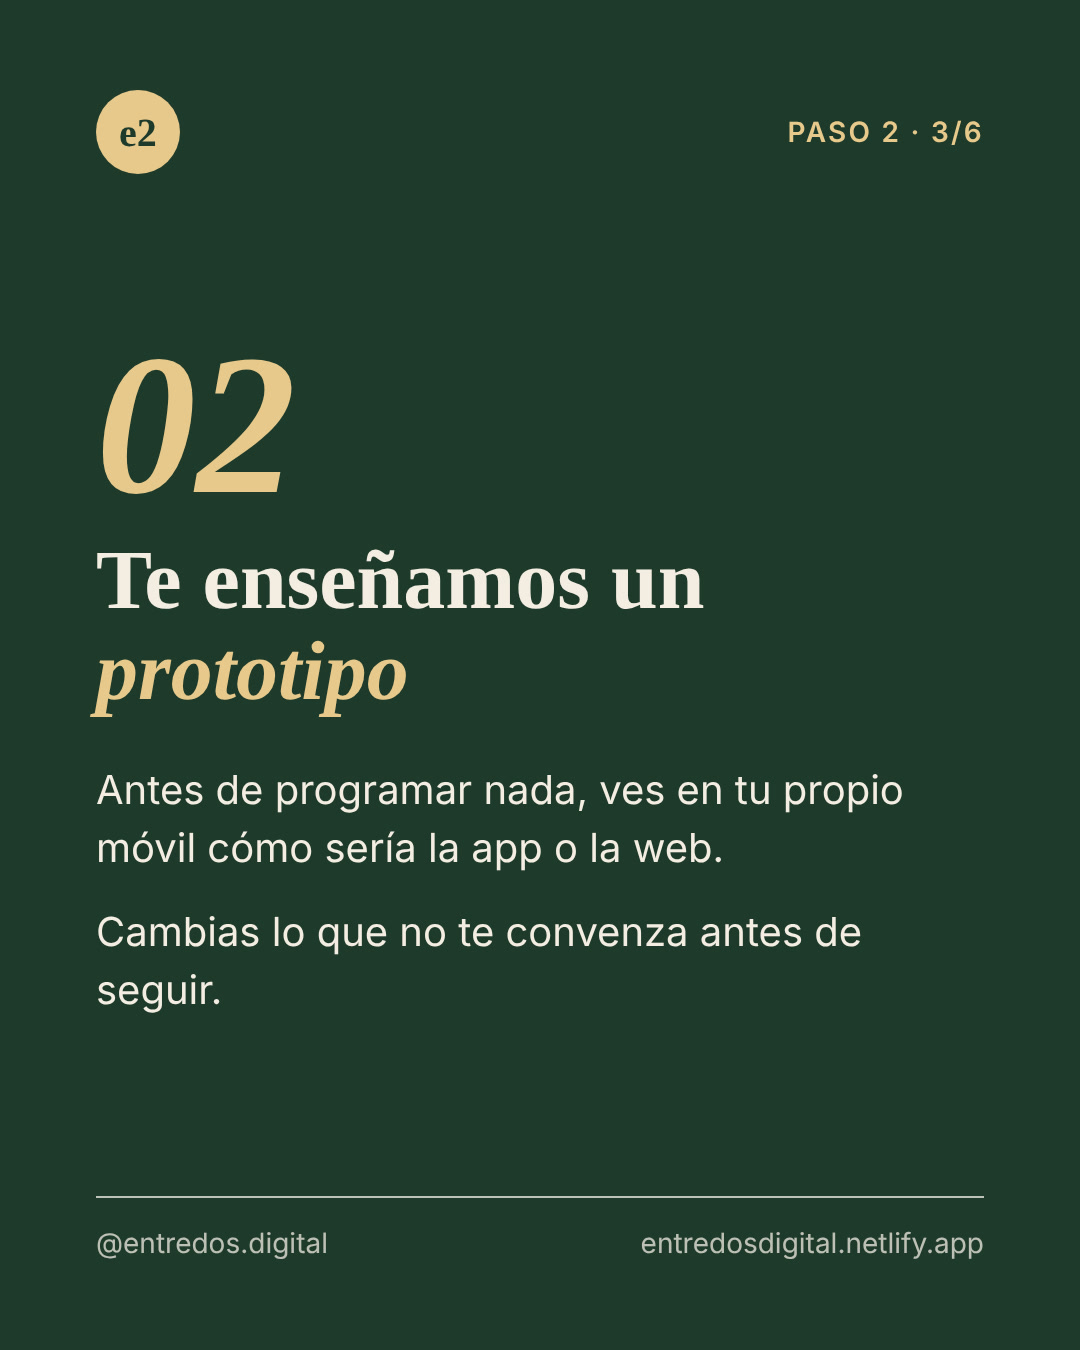 e2
PASO 2 · 3/6
02
Te enseñamos un
prototipo
Antes de programar nada, ves en tu propio
móvil cómo sería la app o la web.
Cambias lo que no te convenza antes de
seguir.
@entredos.digital
entredosdigital.netlify.app